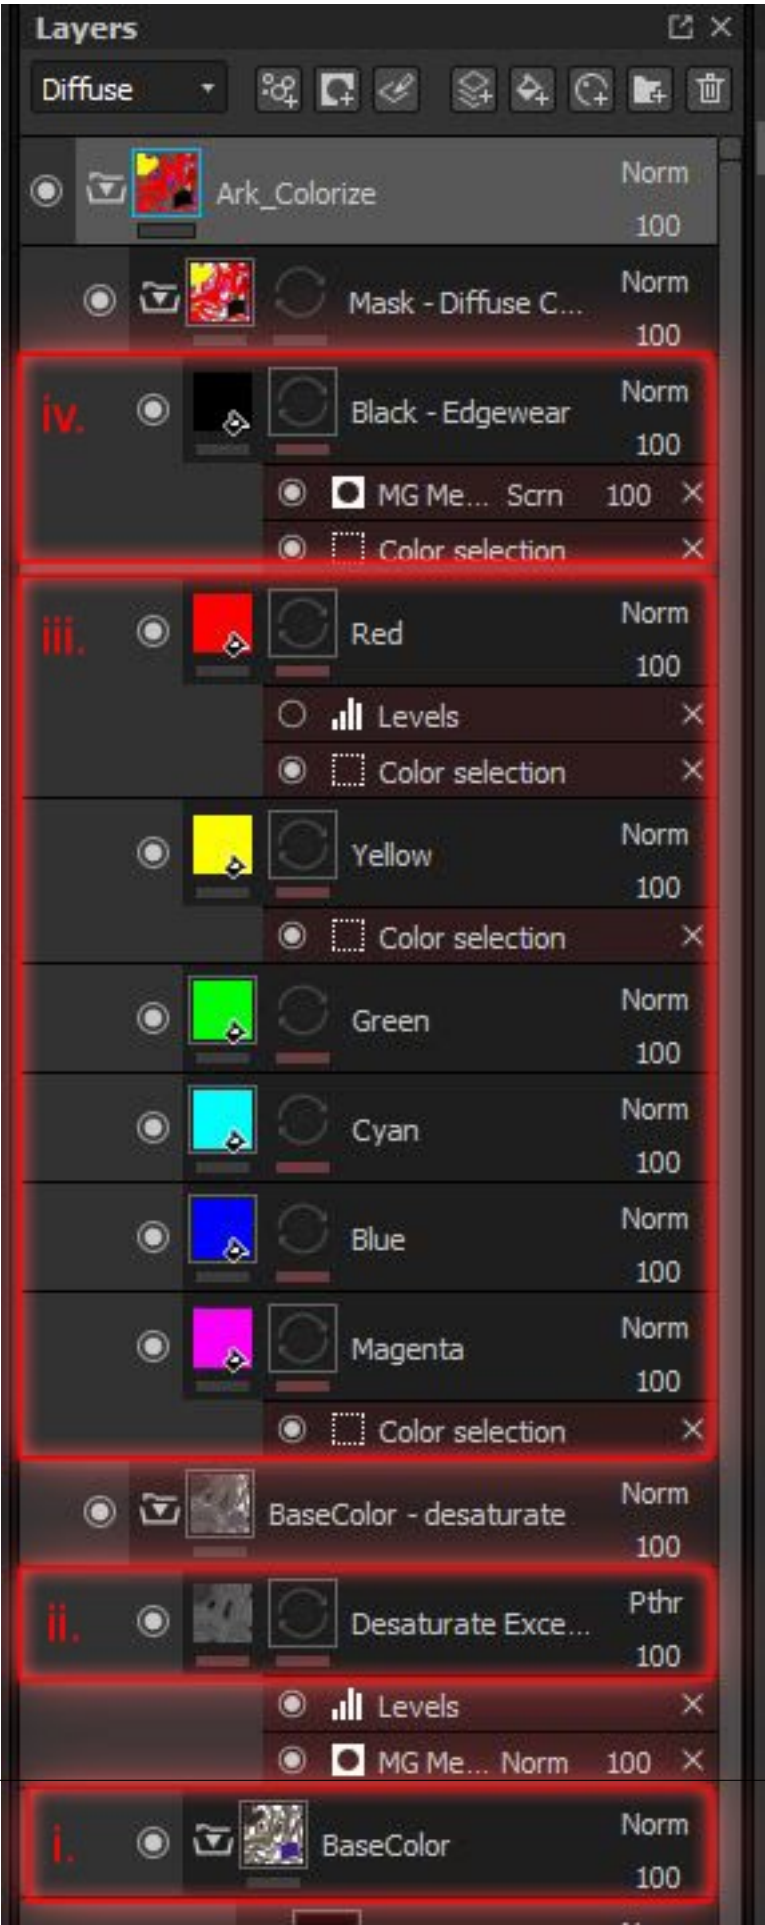 Layers
Diffuse
Ark_Colorize Norm 100
Mask - Diffuse C... Norm 100
iv. Black - Edgewear Norm 100
MG Me... Scrn 100
Color selection
iii. Red Norm 100
Levels
Color selection
Yellow Norm 100
Color selection
Green Norm 100
Cyan Norm 100
Blue Norm 100
Magenta Norm 100
Color selection
BaseColor - desaturate Norm 100
ii. Desaturate Exce... Pthr 100
Levels
MG Me... Norm 100
i. BaseColor Norm 100